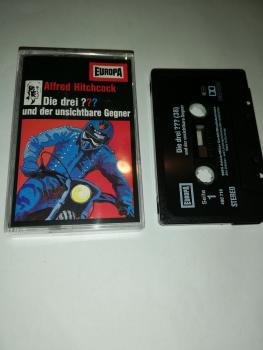 EUROPA
Alfred Hitchcock
Die drei ???
und der unsichtbare Gegner
Die drei ??? (38)
und der unsichtbare Gegner
EUROPA
Seite
1
STEREO